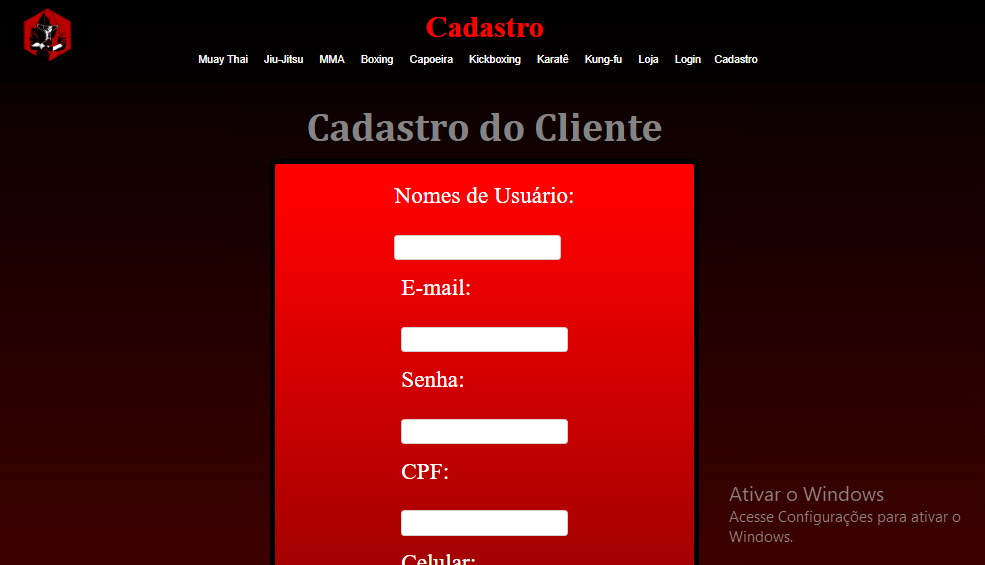 Cadastro
Muay Thai Jiu-Jitsu MMA Boxing Capoeira Kickboxing Karatê Kung-fu Loja Login Cadastro
Cadastro do Cliente
Nomes de Usuário:
E-mail:
Senha:
CPF:
Celular:
Ativar o Windows
Acesse Configurações para ativar o
Windows.